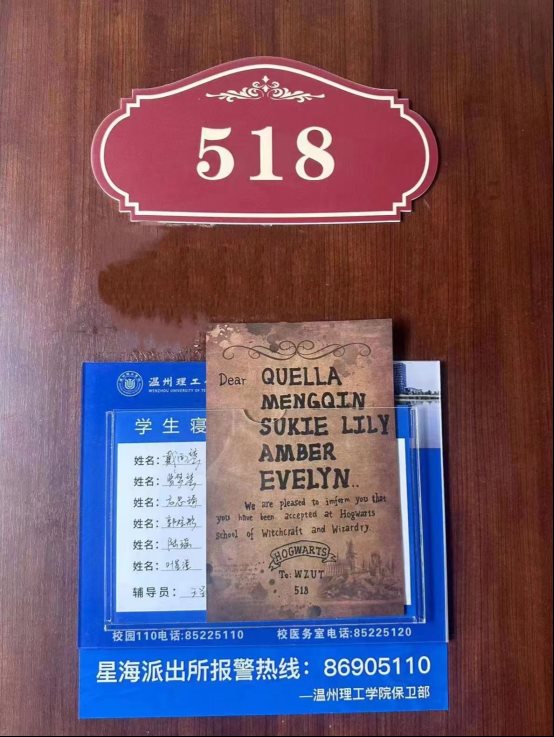 518
温州理工
WENZHOU UNIVERSITY OF TE
学生寝
姓名:
姓名:
姓名:
姓名:
姓名:
姓名:
辅导员:
Dear QUELLA
MENGQIN
SUKIE LILY
AMBER
EVELYN..
We are pleased to inform you that
you have been accepted at Hogwarts
School of Witchcraft and Wizardry.
HOGWARTS
To: WZUT
518
校园110电话:85225110 校医务室电话:85225120
星海派出所报警热线：86905110
—温州理工学院保卫部